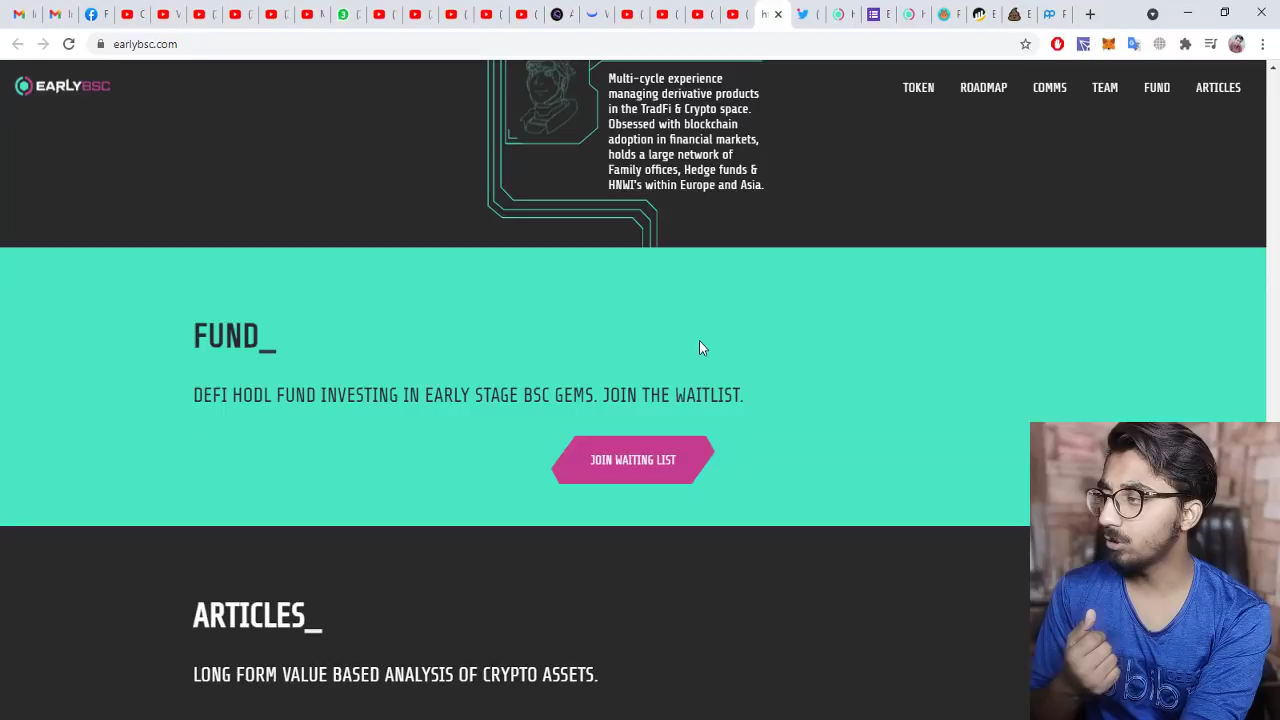 earlybsc.com
EARLYBSC
TOKEN
ROADMAP
COMMS
TEAM
FUND
ARTICLES
Multi-cycle experience
managing derivative products
in the TradFi & Crypto space.
Obsessed with blockchain
adoption in financial markets,
holds a large network of
Family offices, Hedge funds &
HNWI's within Europe and Asia.
FUND_
DEFI HODL FUND INVESTING IN EARLY STAGE BSC GEMS. JOIN THE WAITLIST.
JOIN WAITING LIST
ARTICLES_
LONG FORM VALUE BASED ANALYSIS OF CRYPTO ASSETS.